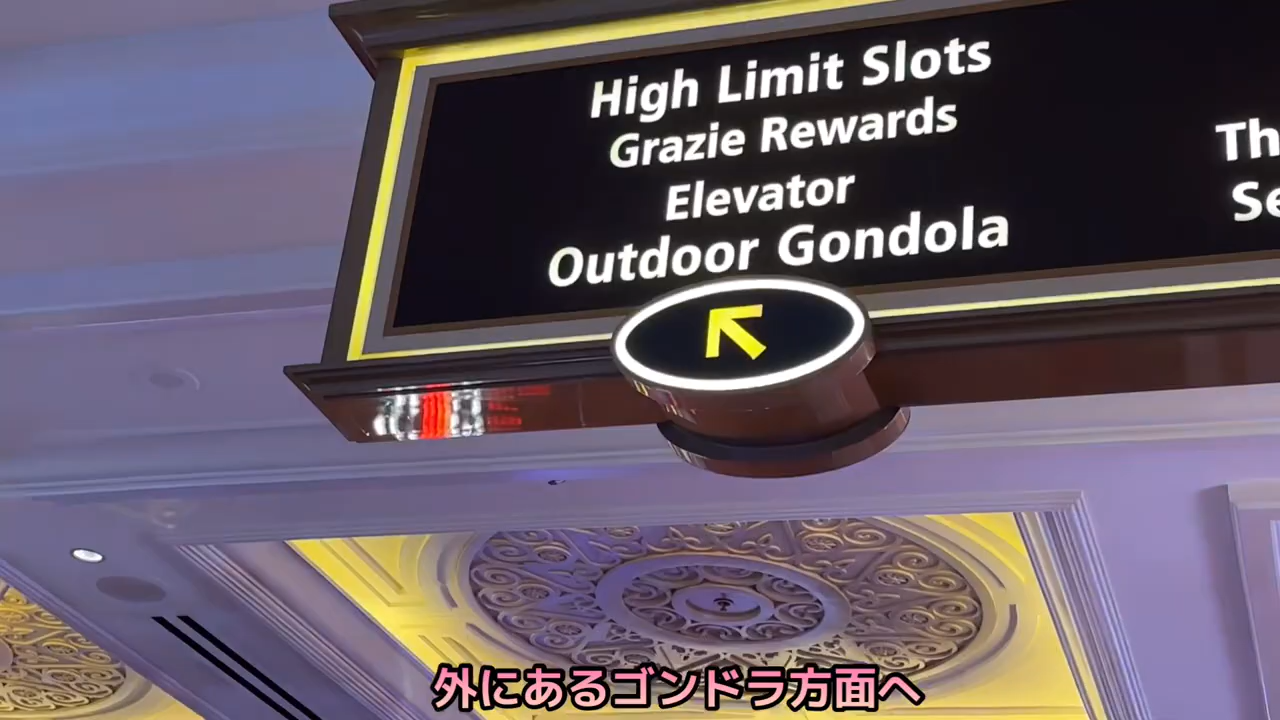 High Limit Slots
Grazie Rewards
Elevator
Outdoor Gondola
Th
Se
外にあるゴンドラ方面へ